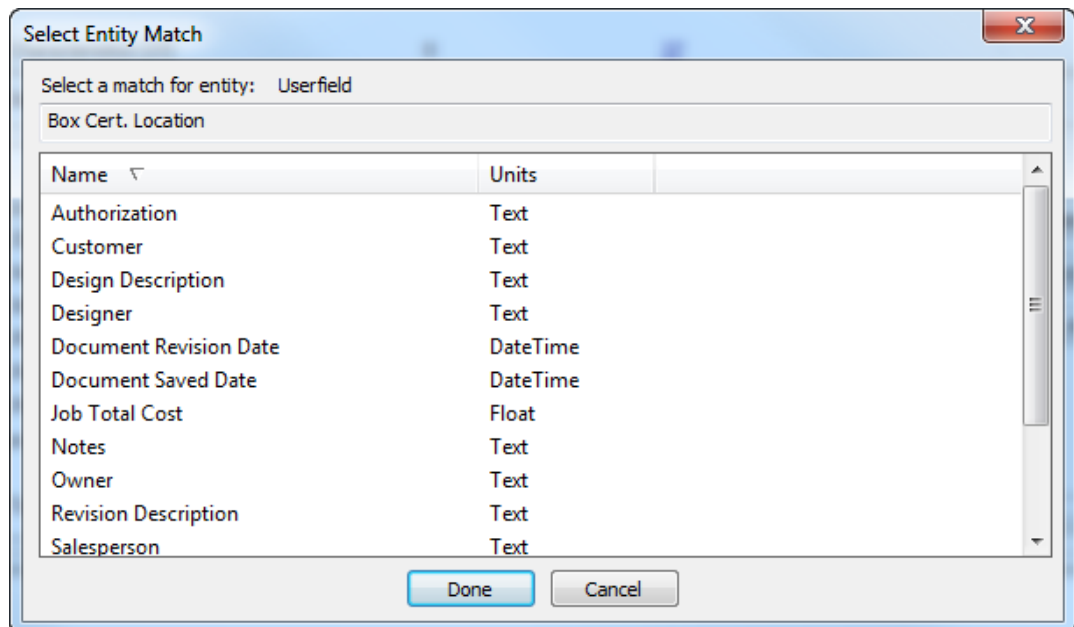 Select Entity Match
Select a match for entity: Userfield
Box Cert. Location
Name Units
Authorization Text
Customer Text
Design Description Text
Designer Text
Document Revision Date DateTime
Document Saved Date DateTime
Job Total Cost Float
Notes Text
Owner Text
Revision Description Text
Salesperson Text
Done Cancel